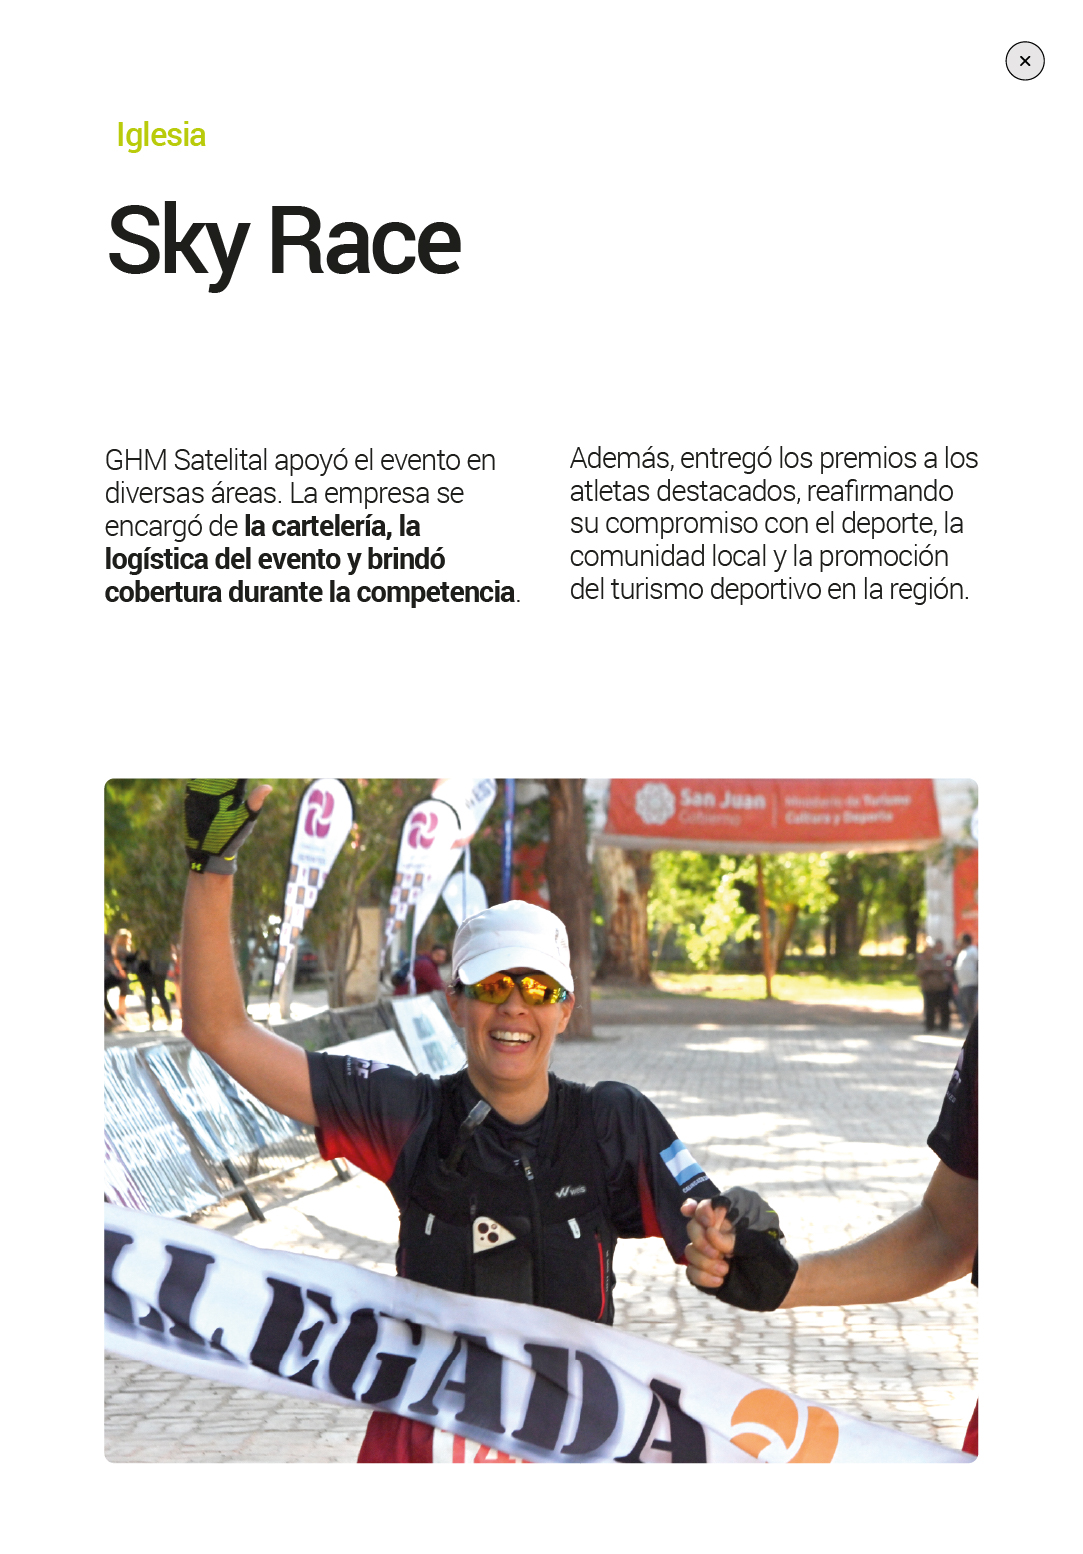 Iglesia
Sky Race
GHM Satelital apoyó el evento en
diversas áreas. La empresa se
encargó de la cartelería, la
logística del evento y brindó
cobertura durante la competencia.
Además, entregó los premios a los
atletas destacados, reafirmando
su compromiso con el deporte, la
comunidad local y la promoción
del turismo deportivo en la región.
San Juan
Gobierno
Ministerio de Turismo
Cultura y Deporte
LLEGADA